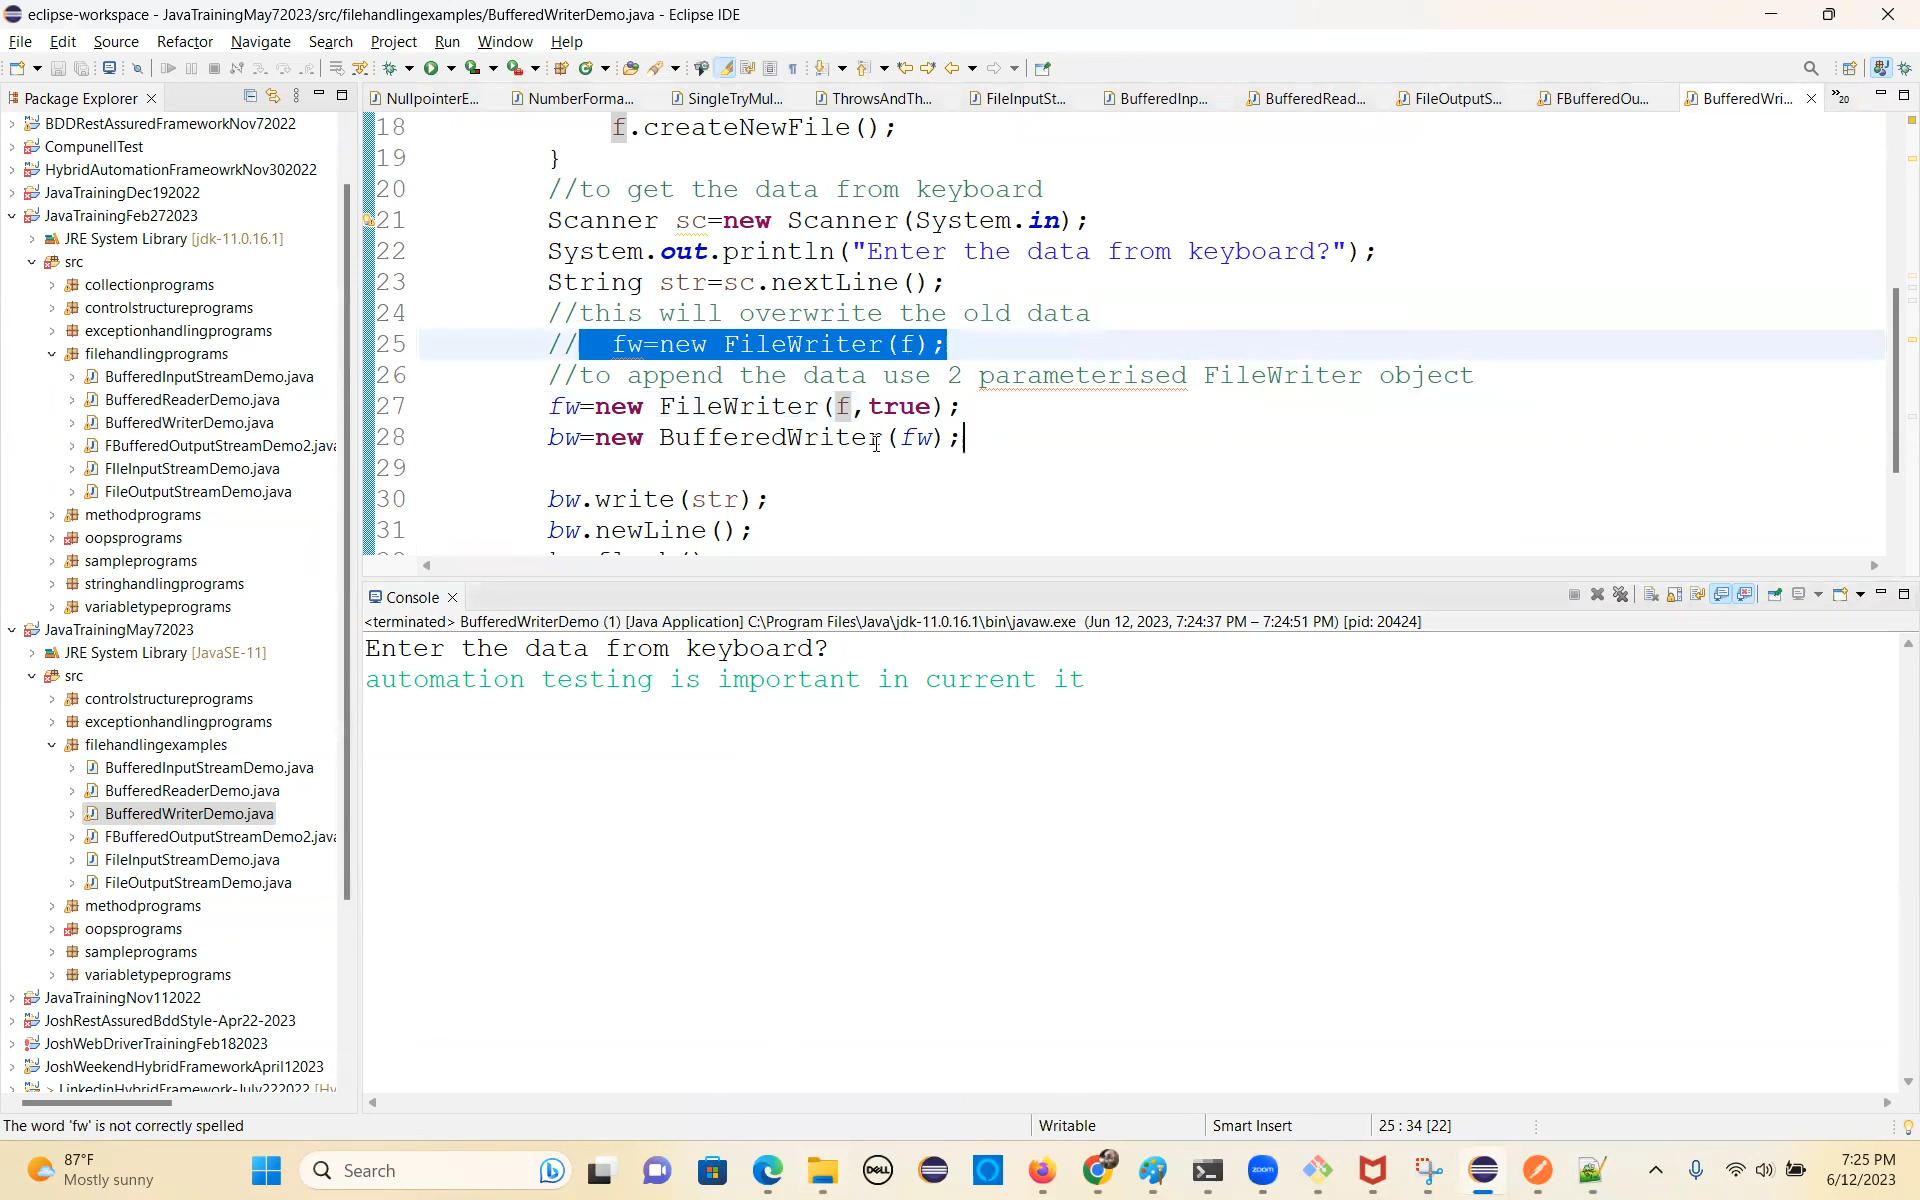 eclipse-workspace - JavaTrainingMay72023/src/filehandlingexamples/BufferedWriterDemo.java - Eclipse IDE
File Edit Source Refactor Navigate Search Project Run Window Help
Package Explorer
NullpointerE... NumberForma... SingleTryMul... ThrowsAndTh... FileInputSt... BufferedInp... BufferedRead... FileOutputS... FBufferedOu... BufferedWri... 20
BDDRestAssuredFrameworkNov72022
CompunellTest
HybridAutomationFrameowrkNov302022
JavaTrainingDec192022
JavaTrainingFeb272023
JRE System Library [jdk-11.0.16.1]
src
collectionprograms
controlstructureprograms
exceptionhandlingprograms
filehandlingprograms
BufferedInputStreamDemo.java
BufferedReaderDemo.java
BufferedWriterDemo.java
FBufferedOutputStreamDemo2.java
FIleInputStreamDemo.java
FileOutputStreamDemo.java
methodprograms
oopsprograms
sampleprograms
stringhandlingprograms
variabletypeprograms
JavaTrainingMay72023
JRE System Library [JavaSE-11]
src
controlstructureprograms
exceptionhandlingprograms
filehandlingexamples
BufferedInputStreamDemo.java
BufferedReaderDemo.java
BufferedWriterDemo.java
FBufferedOutputStreamDemo2.java
FileInputStreamDemo.java
FileOutputStreamDemo.java
methodprograms
oopsprograms
sampleprograms
variabletypeprograms
JavaTrainingNov112022
JoshRestAssuredBddStyle-Apr22-2023
JoshWebDriverTrainingFeb182023
JoshWeekendHybridFrameworkApril12023
> LinkedinHybridFramework-July222022 [Hy
18 f.createNewFile();
19 }
20 //to get the data from keyboard
21 Scanner sc=new Scanner(System.in);
22 System.out.println("Enter the data from keyboard?");
23 String str=sc.nextLine();
24 //this will overwrite the old data
25 // fw=new FileWriter(f);
26 //to append the data use 2 parameterised FileWriter object
27 fw=new FileWriter(f,true);
28 bw=new BufferedWriter(fw);
29
30 bw.write(str);
31 bw.newLine();
Console
<terminated> BufferedWriterDemo (1) [Java Application] C:\Program Files\Java\jdk-11.0.16.1\bin\javaw.exe (Jun 12, 2023, 7:24:37 PM – 7:24:51 PM) [pid: 20424]
Enter the data from keyboard?
automation testing is important in current it
The word 'fw' is not correctly spelled
Writable
Smart Insert
25 : 34 [22]
87°F
Mostly sunny
Search
DELL
zoom
7:25 PM
6/12/2023